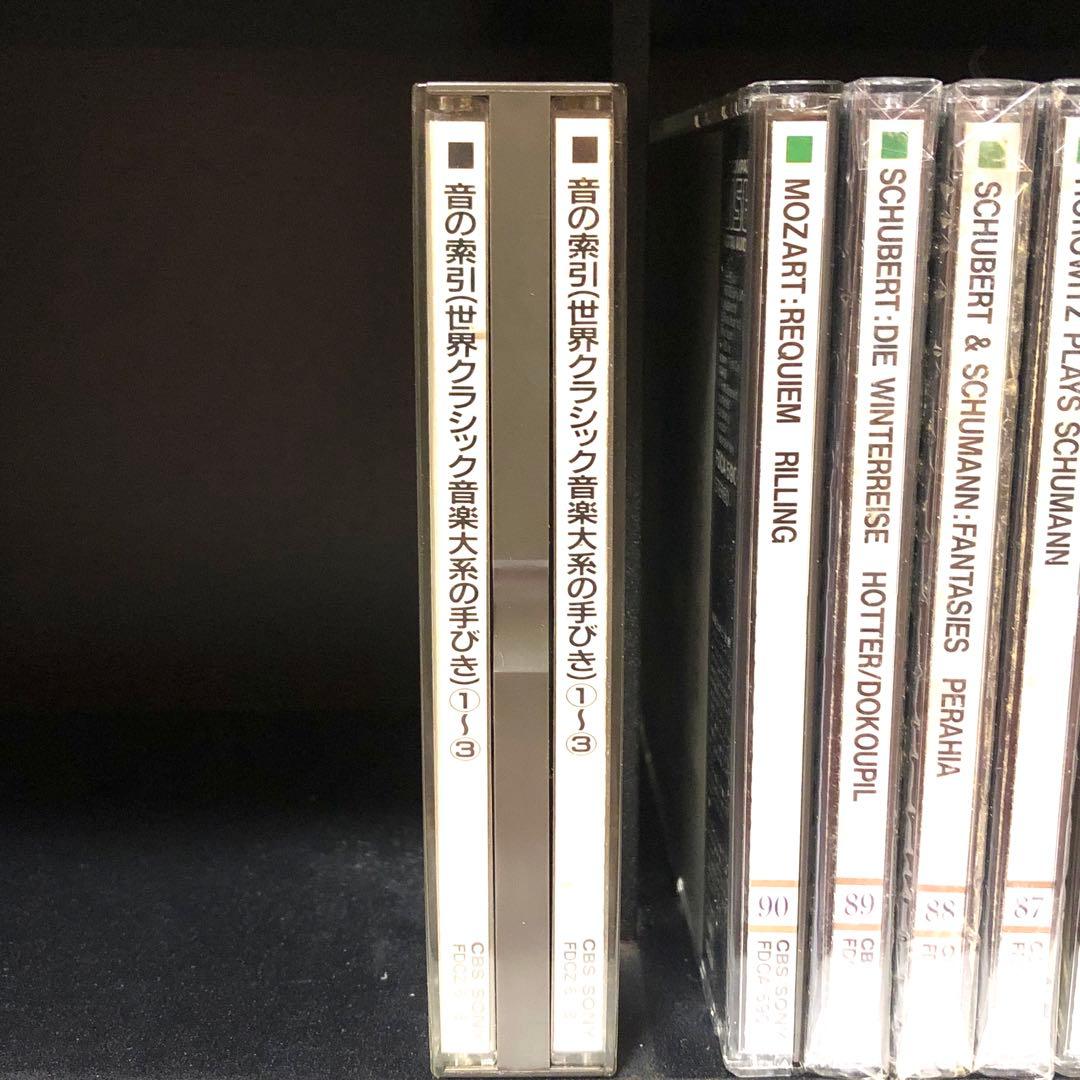 音の索引(世界クラシック音楽大系の手びき)①〜③
CBS SONY
音の索引(世界クラシック音楽大系の手びき)①〜③
CBS SONY
MOZART:REQUIEM RILLING
90
CBS SONY
SCHUBERT:DIE WINTERREISE HOTTER/DOKOUPIL
89
SCHUBERT & SCHUMANN:FANTASIES PERAHIA
88
HOROWITZ PLAYS SCHUMANN
87